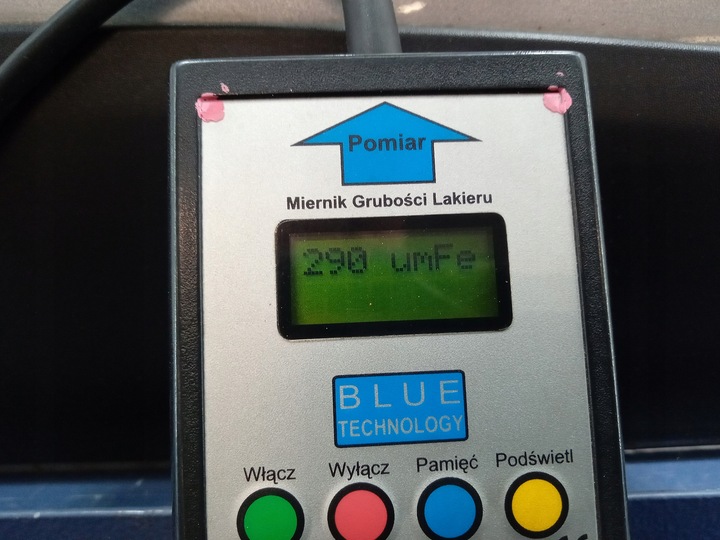 Pomiar
Miernik Grubości Lakieru
290 umFe
BLUE
TECHNOLOGY
Włącz Wyłącz Pamięć Podświetl